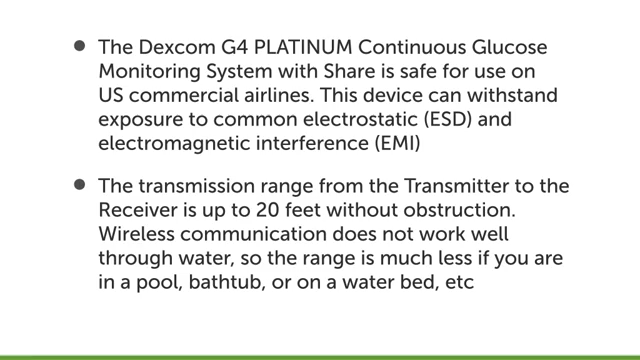 ● The Dexcom G4 PLATINUM Continuous Glucose
Monitoring System with Share is safe for use on
US commercial airlines. This device can withstand
exposure to common electrostatic (ESD) and
electromagnetic interference (EMI)
● The transmission range from the Transmitter to the
Receiver is up to 20 feet without obstruction.
Wireless communication does not work well
through water, so the range is much less if you are
in a pool, bathtub, or on a water bed, etc